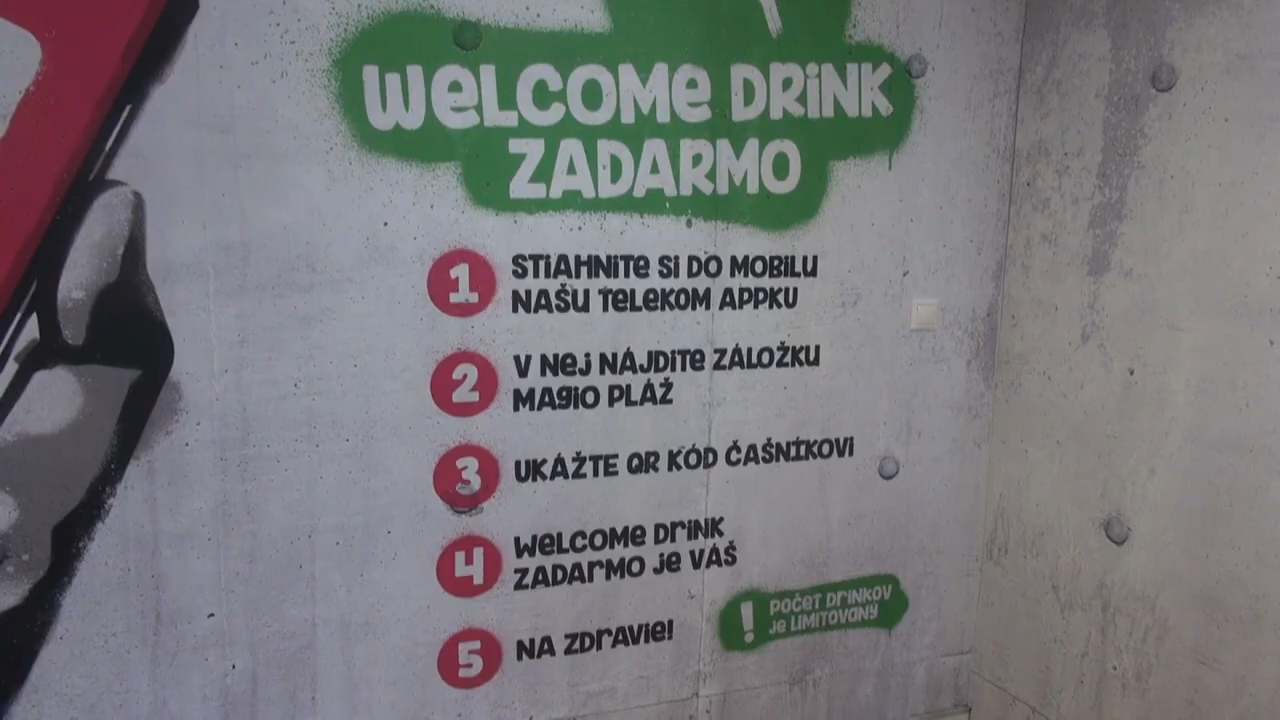 WELCOME DRINK
ZADARMO
1 STIAHNITE SI DO MOBILU
NAŠU TELEKOM APPKU
2 V NEJ NÁJDITE ZÁLOŽKU
MAGIO PLÁŽ
3 UKÁŽTE QR KÓD ČAŠNÍKOVI
4 WELCOME DRINK
ZADARMO JE VÁŠ
5 NA ZDRAVIE!
! POČET DRINKOV
JE LIMITOVANÝ